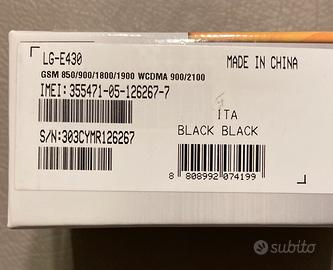 LG-E430
MADE IN CHINA
GSM 850/900/1800/1900 WCDMA 900/2100
IMEI:355471-05-126267-7
ITA
BLACK BLACK
S/N:303CYMR126267
8 808992 074199
subito